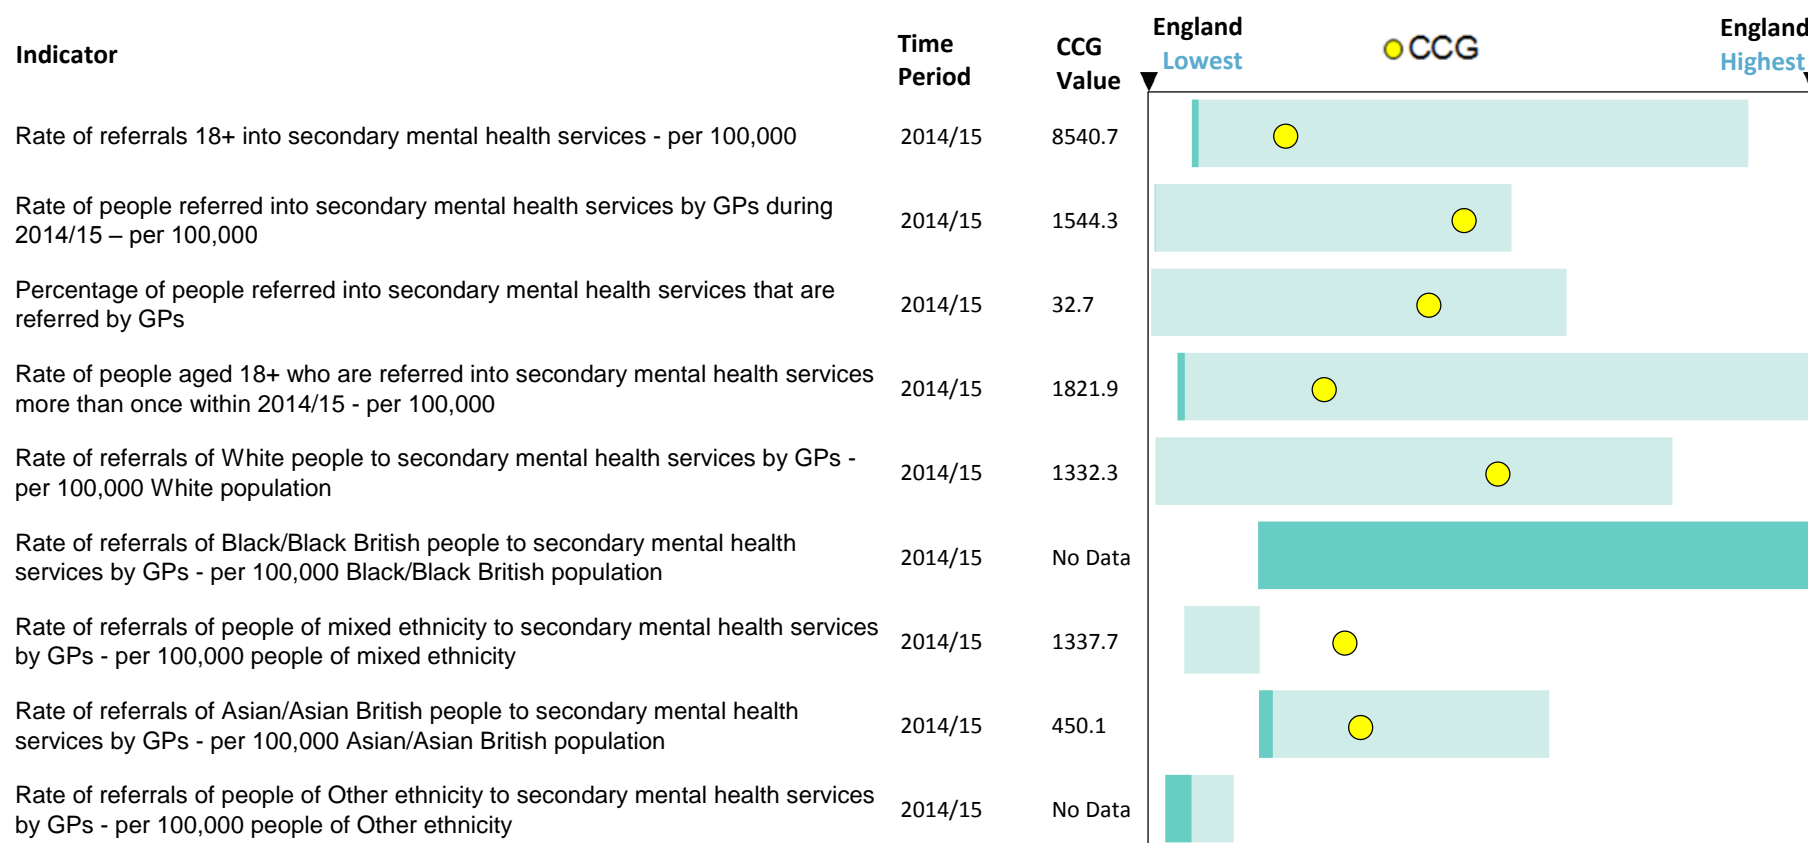 Indicator
Time Period
CCG Value
England Lowest
CCG
England Highest
Rate of referrals 18+ into secondary mental health services - per 100,000
2014/15
8540.7
Rate of people referred into secondary mental health services by GPs during
2014/15 – per 100,000
2014/15
1544.3
Percentage of people referred into secondary mental health services that are
referred by GPs
2014/15
32.7
Rate of people aged 18+ who are referred into secondary mental health services
more than once within 2014/15 - per 100,000
2014/15
1821.9
Rate of referrals of White people to secondary mental health services by GPs -
per 100,000 White population
2014/15
1332.3
Rate of referrals of Black/Black British people to secondary mental health
services by GPs - per 100,000 Black/Black British population
2014/15
No Data
Rate of referrals of people of mixed ethnicity to secondary mental health services
by GPs - per 100,000 people of mixed ethnicity
2014/15
1337.7
Rate of referrals of Asian/Asian British people to secondary mental health
services by GPs - per 100,000 Asian/Asian British population
2014/15
450.1
Rate of referrals of people of Other ethnicity to secondary mental health services
by GPs - per 100,000 people of Other ethnicity
2014/15
No Data